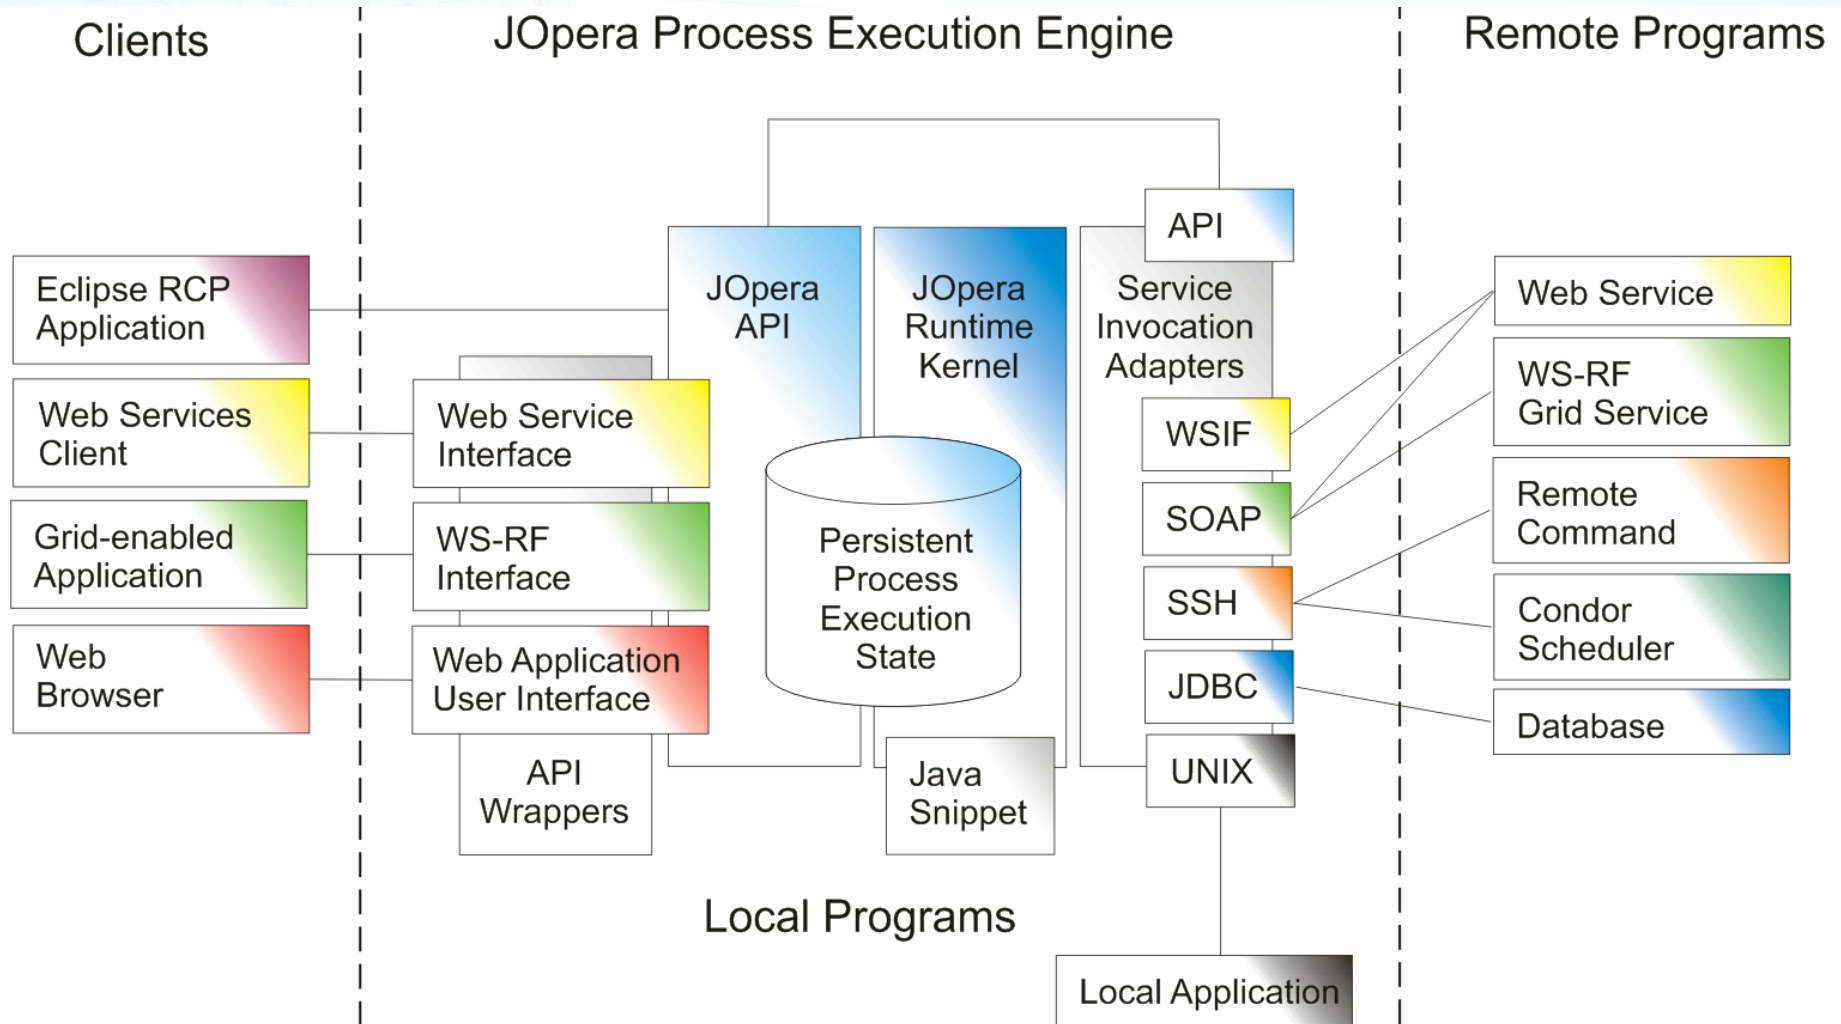 Clients
JOpera Process Execution Engine
Remote Programs
Eclipse RCP
Application
Web Services
Client
Grid-enabled
Application
Web
Browser
Web Service
Interface
WS-RF
Interface
Web Application
User Interface
API
Wrappers
JOpera
API
JOpera
Runtime
Kernel
Persistent
Process
Execution
State
Java
Snippet
API
Service
Invocation
Adapters
WSIF
SOAP
SSH
JDBC
UNIX
Web Service
WS-RF
Grid Service
Remote
Command
Condor
Scheduler
Database
Local Programs
Local Application